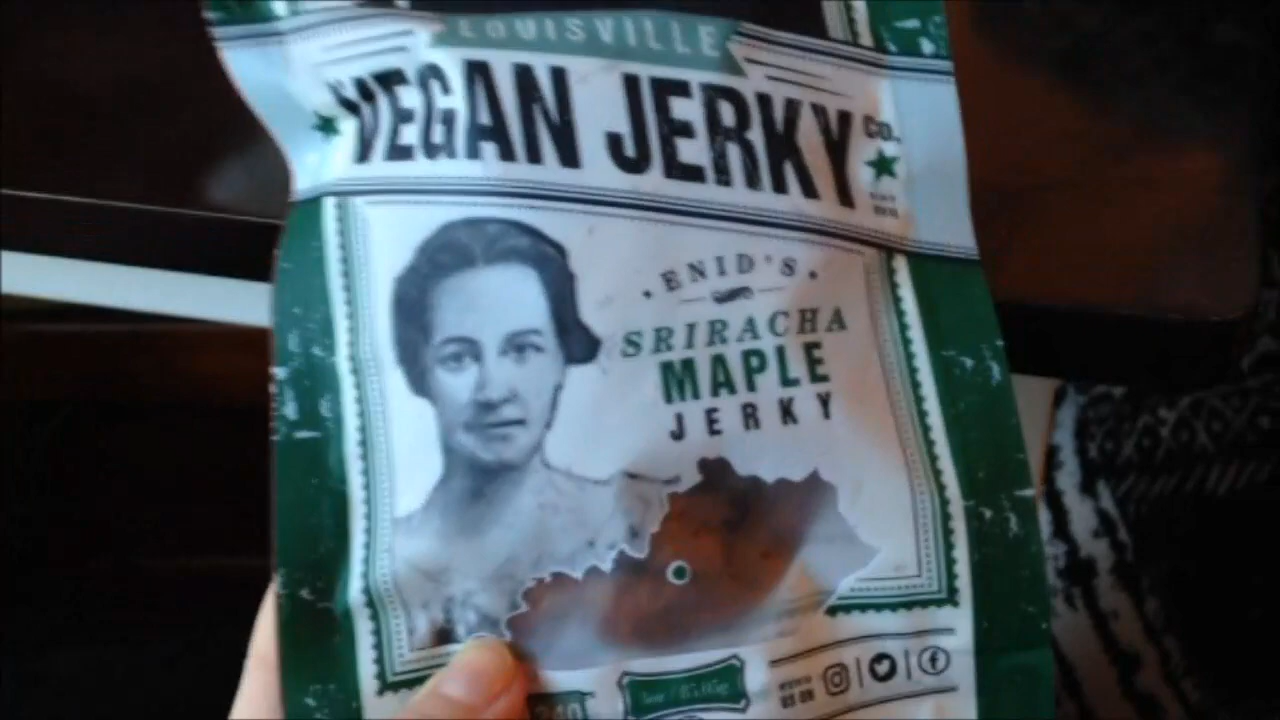 LOUISVILLE
VEGAN JERKY CO.
ENID'S
SRIRACHA
MAPLE
JERKY